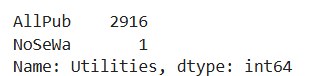 AllPub    2916
NoSeWa       1
Name: Utilities, dtype: int64